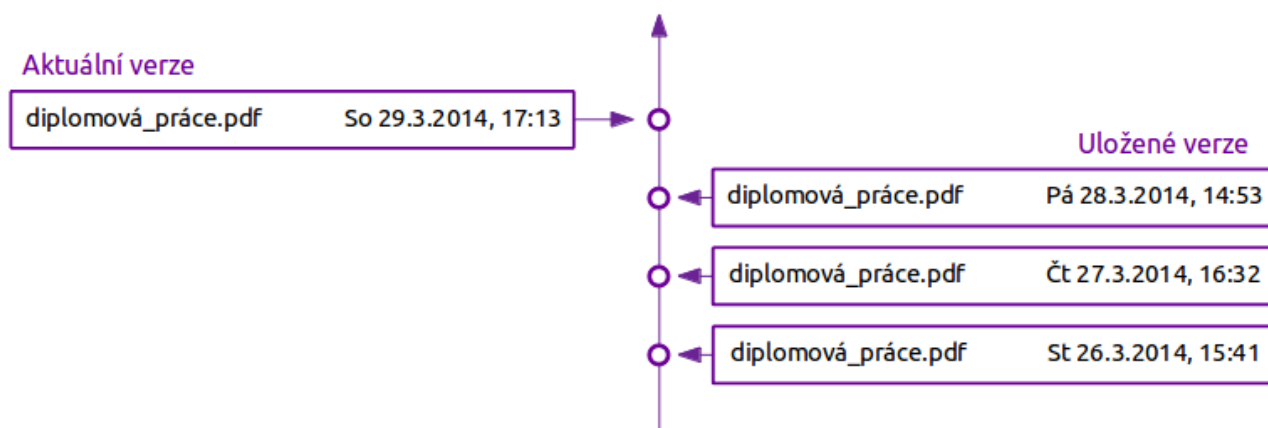 Aktuální verze
diplomová_práce.pdf So 29.3.2014, 17:13
Uložené verze
diplomová_práce.pdf Pá 28.3.2014, 14:53
diplomová_práce.pdf Čt 27.3.2014, 16:32
diplomová_práce.pdf St 26.3.2014, 15:41